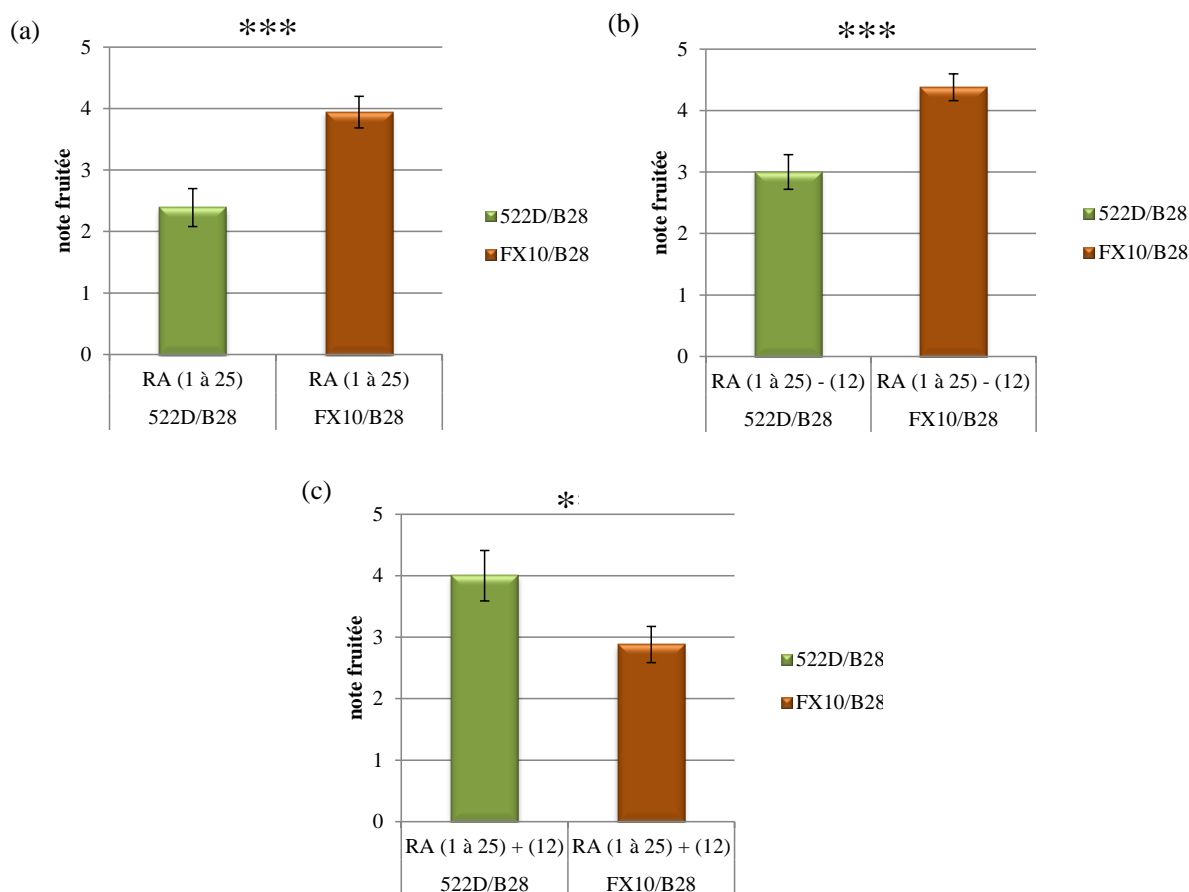 (a)
***
note fruitée
5
4
3
2
1
0
RA (1 à 25) RA (1 à 25)
522D/B28 FX10/B28
522D/B28
FX10/B28
(b)
***
note fruitée
5
4
3
2
1
0
RA (1 à 25) - (12) RA (1 à 25) - (12)
522D/B28 FX10/B28
522D/B28
FX10/B28
(c)
*
note fruitée
5
4
3
2
1
0
RA (1 à 25) + (12) RA (1 à 25) + (12)
522D/B28 FX10/B28
522D/B28
FX10/B28